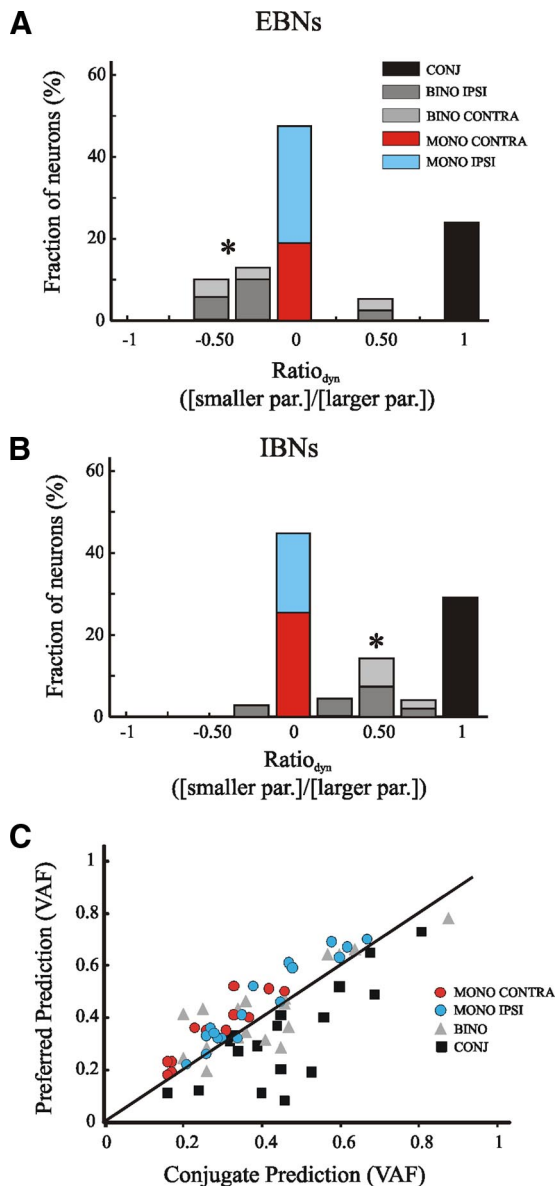 A
EBNs
Fraction of neurons (%)
60
40
20
0
CONJ
BINO IPSI
BINO CONTRA
MONO CONTRA
MONO IPSI
*
-1
-0.50
0
0.50
1
Ratio dyn
([smaller par.]/[larger par.])
B
IBNs
Fraction of neurons (%)
60
40
20
0
*
-1
-0.50
0
0.50
1
Ratio dyn
([smaller par.]/[larger par.])
C
Preferred Prediction (VAF)
1
0.8
0.6
0.4
0.2
0
MONO CONTRA
MONO IPSI
BINO
CONJ
0
0.2
0.4
0.6
0.8
1
Conjugate Prediction (VAF)